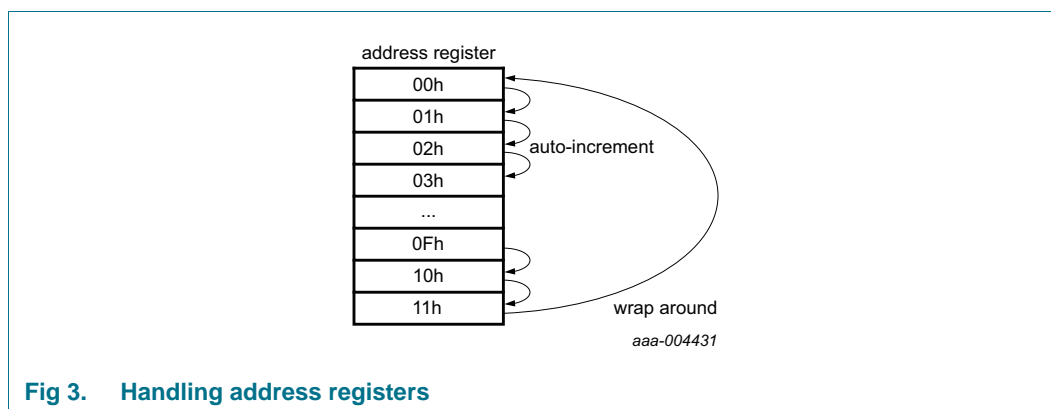 address register
00h
01h
02h
auto-increment
03h
...
0Fh
10h
11h
wrap around
aaa-004431
Fig 3. Handling address registers